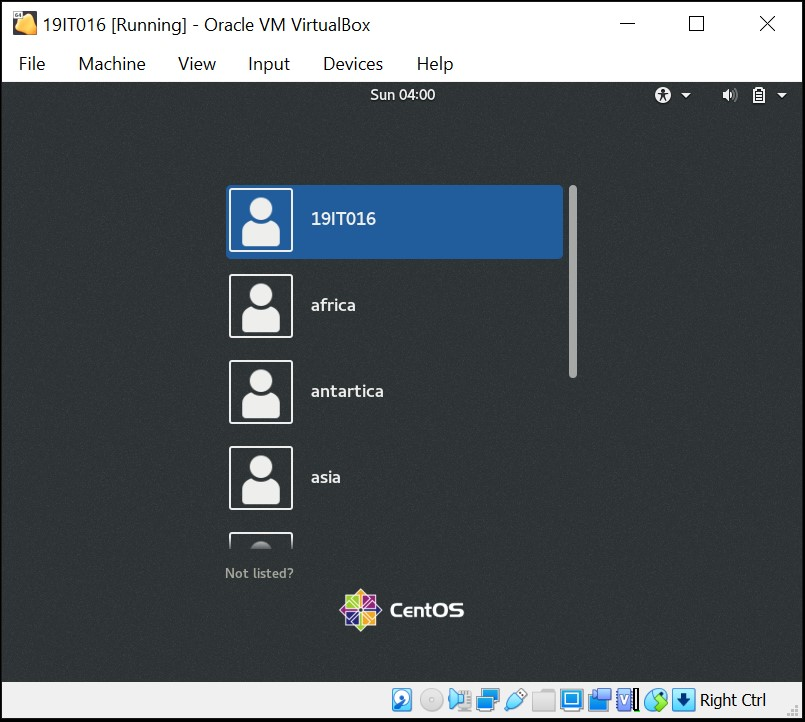 19IT016 [Running] - Oracle VM VirtualBox
File Machine View Input Devices Help
Sun 04:00
19IT016
africa
antartica
asia
Not listed?
CentOS
Right Ctrl